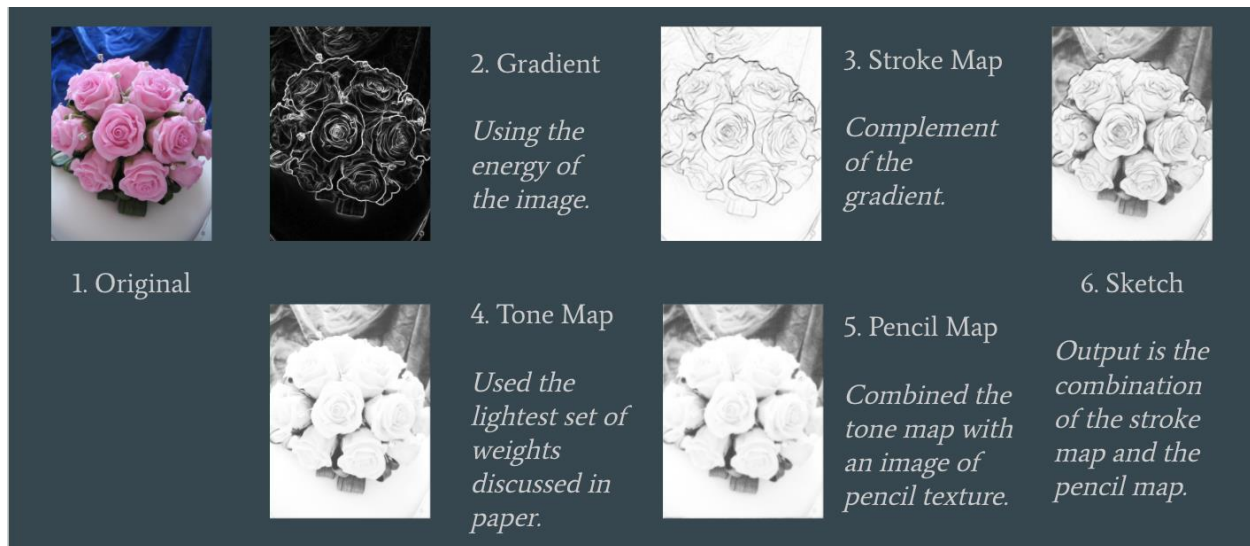 1. Original
2. Gradient
Using the
energy of
the image.
3. Stroke Map
Complement
of the
gradient.
4. Tone Map
Used the
lightest set of
weights
discussed in
paper.
5. Pencil Map
Combined the
tone map with
an image of
pencil texture.
6. Sketch
Output is the
combination
of the stroke
map and the
pencil map.